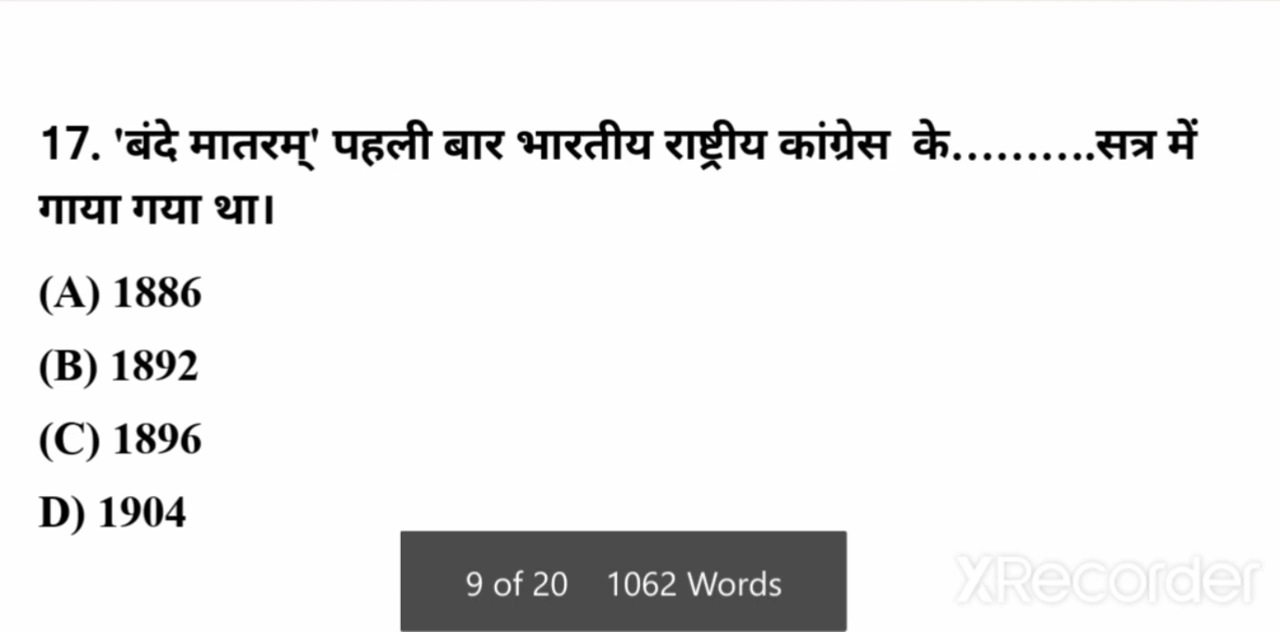 17. 'बंदे मातरम्' पहली बार भारतीय राष्ट्रीय कांग्रेस के..........सत्र में
गाया गया था।
(A) 1886
(B) 1892
(C) 1896
D) 1904
9 of 20 1062 Words
XRecorder